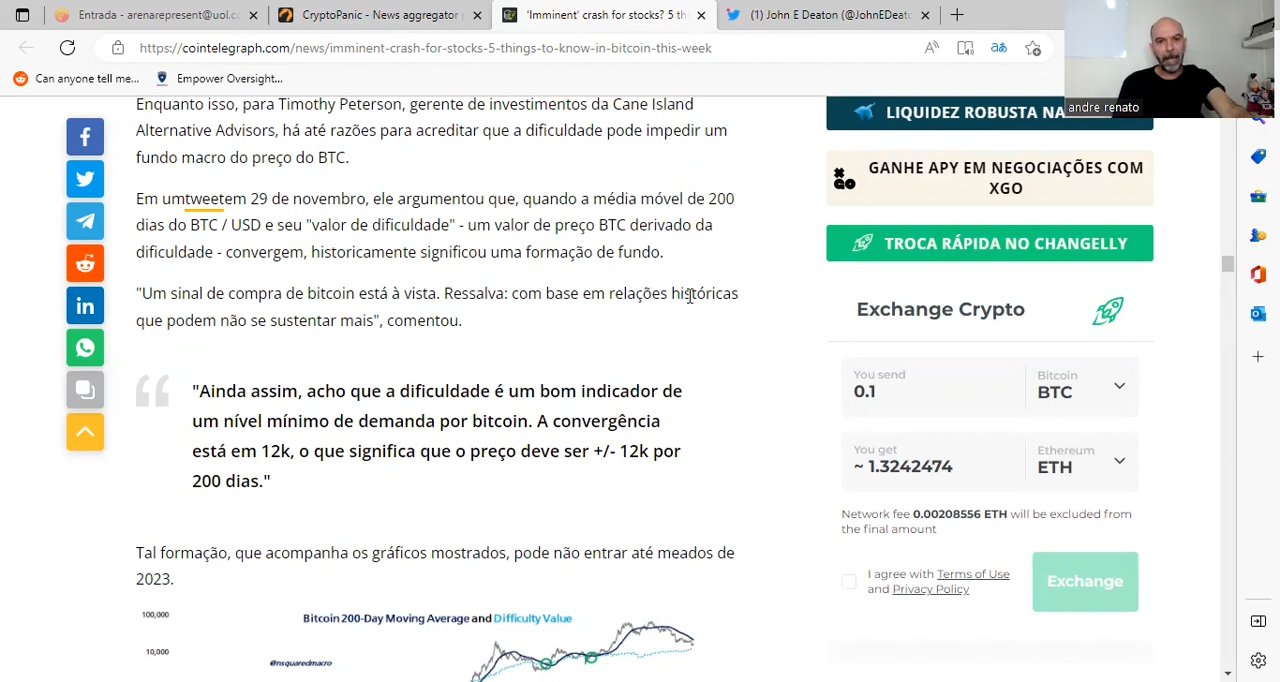 Entrada - arenarepresent@uol.cc
CryptoPanic - News aggregator
'Imminent' crash for stocks? 5 th
(1) John E Deaton (@JohnEDeat
https://cointelegraph.com/news/imminent-crash-for-stocks-5-things-to-know-in-bitcoin-this-week
Can anyone tell me...
Empower Oversight...
andre renato
Enquanto isso, para Timothy Peterson, gerente de investimentos da Cane Island
Alternative Advisors, há até razões para acreditar que a dificuldade pode impedir um
fundo macro do preço do BTC.
Em umtweetem 29 de novembro, ele argumentou que, quando a média móvel de 200
dias do BTC / USD e seu "valor de dificuldade" - um valor de preço BTC derivado da
dificuldade - convergem, historicamente significou uma formação de fundo.
"Um sinal de compra de bitcoin está à vista. Ressalva: com base em relações históricas
que podem não se sustentar mais", comentou.
"Ainda assim, acho que a dificuldade é um bom indicador de
um nível mínimo de demanda por bitcoin. A convergência
está em 12k, o que significa que o preço deve ser +/- 12k por
200 dias."
Tal formação, que acompanha os gráficos mostrados, pode não entrar até meados de
2023.
100,000
Bitcoin 200-Day Moving Average and Difficulty Value
10,000
@nsquaredmacro
LIQUIDEZ ROBUSTA NA
GANHE APY EM NEGOCIAÇÕES COM
XGO
TROCA RÁPIDA NO CHANGELLY
Exchange Crypto
You send
0.1
Bitcoin
BTC
You get
~ 1.3242474
Ethereum
ETH
Network fee 0.00208556 ETH will be excluded from
the final amount
I agree with Terms of Use
and Privacy Policy
Exchange